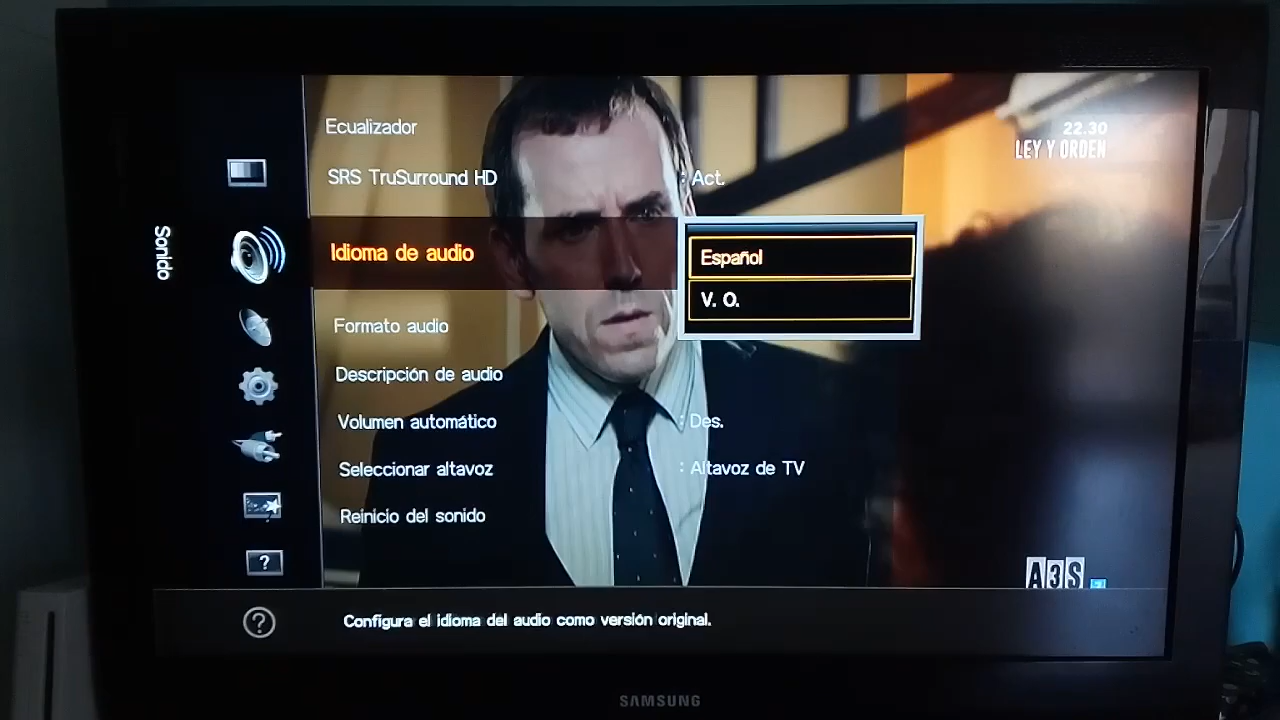 22.30
LEY Y ORDEN
Sonido
Ecualizador
SRS TruSurround HD : Act.
Idioma de audio
Español
V. O.
Formato audio
Descripción de audio
Volumen automático : Des.
Seleccionar altavoz : Altavoz de TV
Reinicio del sonido
?
A3S
? Configura el idioma del audio como versión original.
SAMSUNG